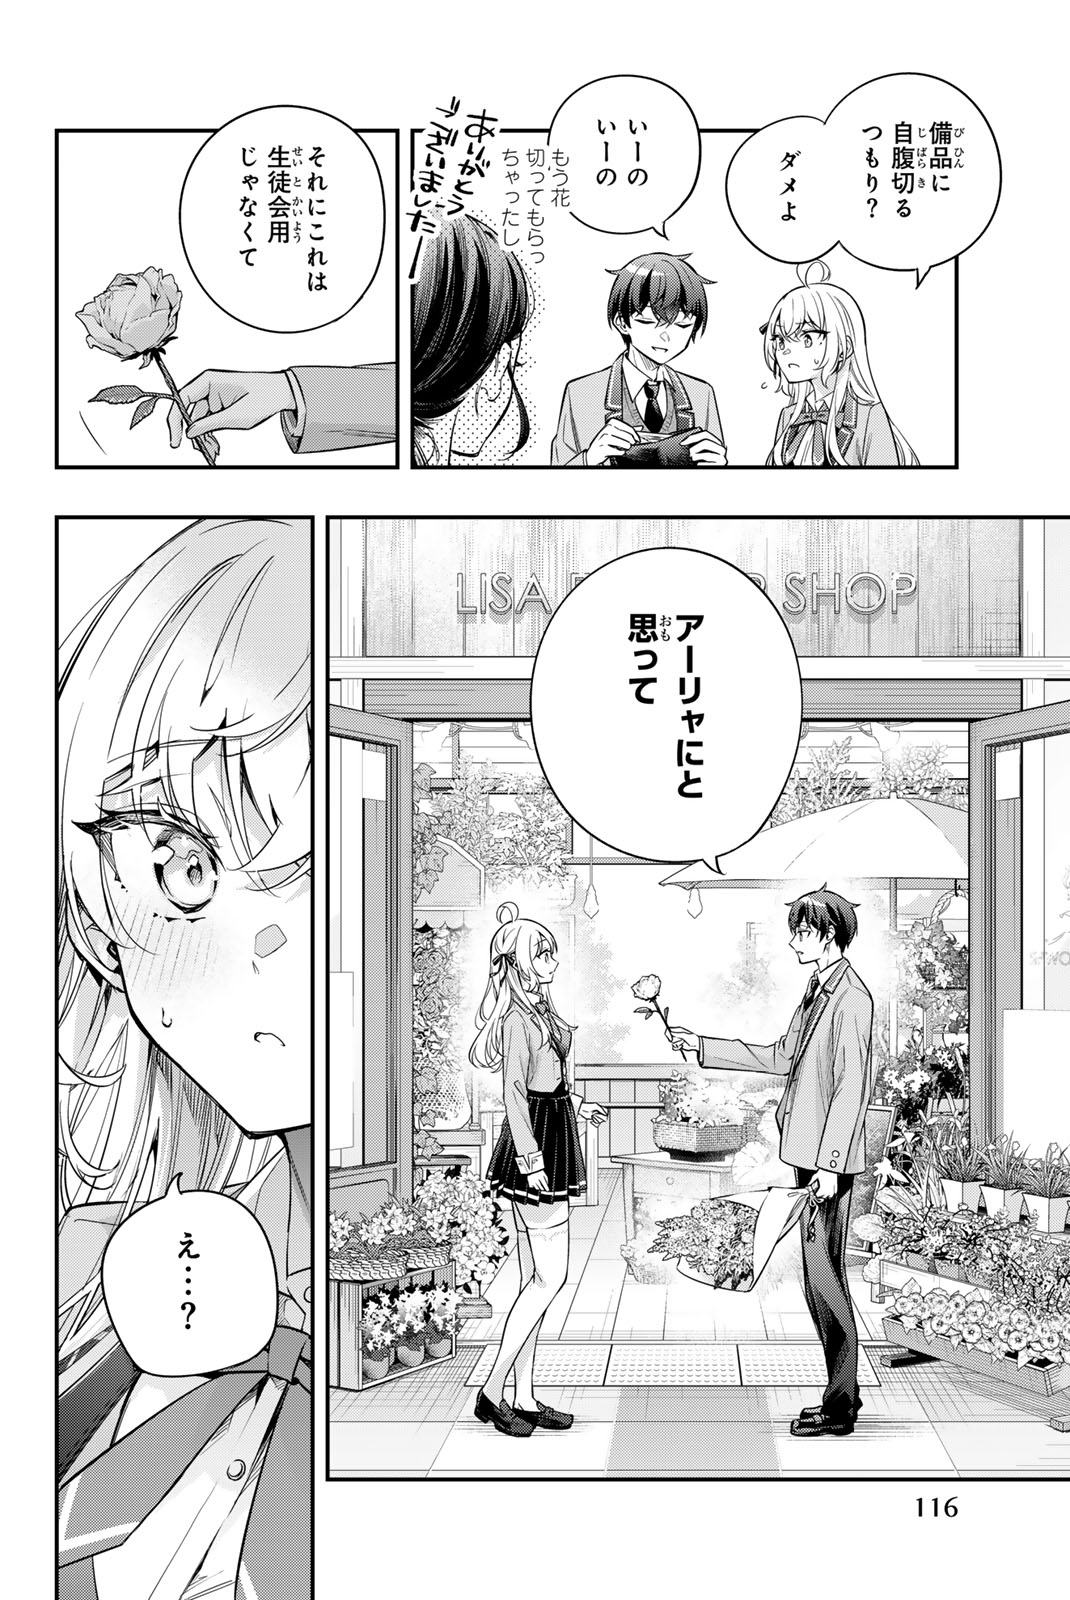 備品に
自腹切る
つもり?
ダメよ
いーの
いーの
もう花
切ってもらっ
ちゃったし
ありがとう
ございましたー
それにこれは
生徒会用
じゃなくて
LISA F R SHOP
アーリャにと
思って
え…?
116